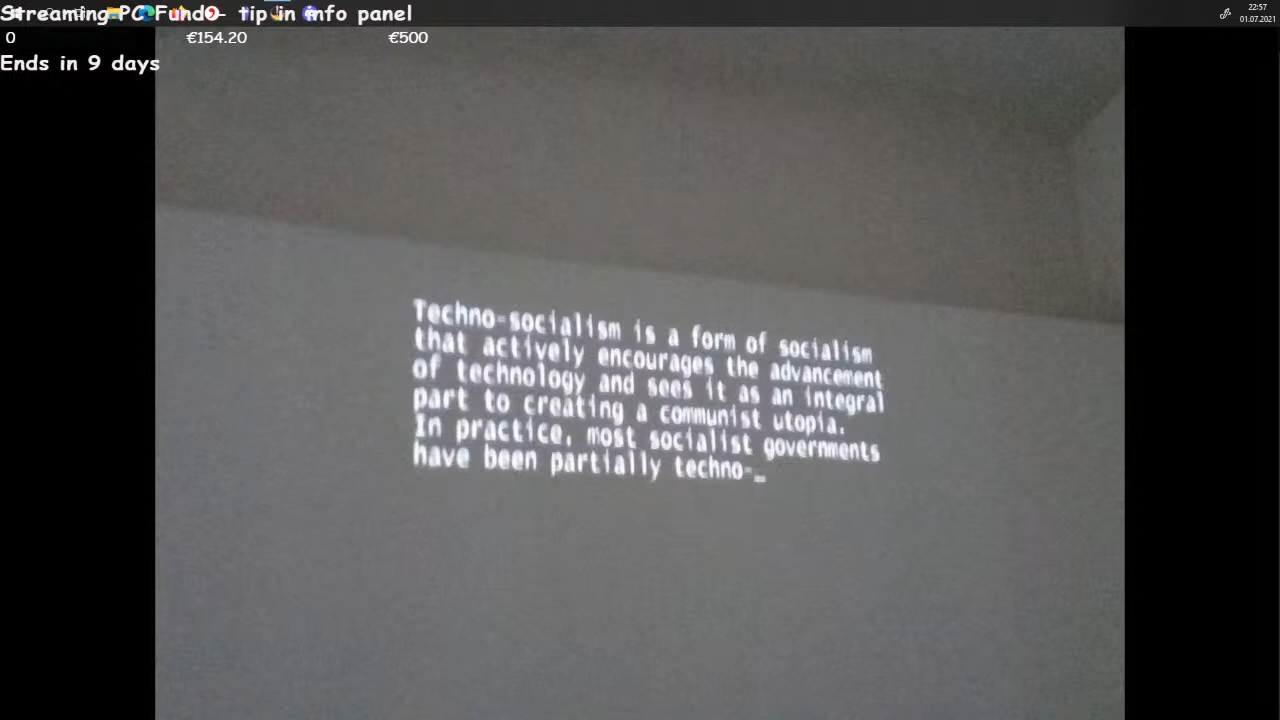 Streaming PC Fund - tip in info panel
22:57
01.07.2021
0 €154.20 €500
Ends in 9 days
Techno-socialism is a form of socialism
that actively encourages the advancement
of technology and sees it as an integral
part to creating a communist utopia.
In practice, most socialist governments
have been partially techno-_